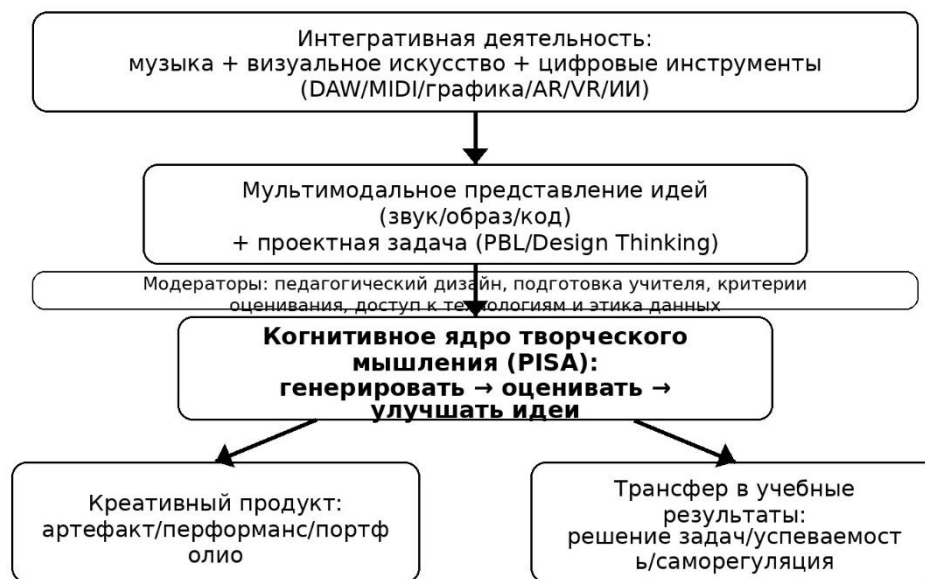 Интегративная деятельность:
музыка + визуальное искусство + цифровые инструменты
(DAW/MIDI/графика/AR/VR/ИИ)
Мультимодальное представление идей
(звук/образ/код)
+ проектная задача (PBL/Design Thinking)
Модераторы: педагогический дизайн, подготовка учителя, критерии
оценивания, доступ к технологиям и этика данных
Когнитивное ядро творческого
мышления (PISA):
генерировать → оценивать →
улучшать идеи
Креативный продукт:
артефакт/перформанс/портф
олио
Трансфер в учебные
результаты:
решение задач/успеваемост
ь/саморегуляция